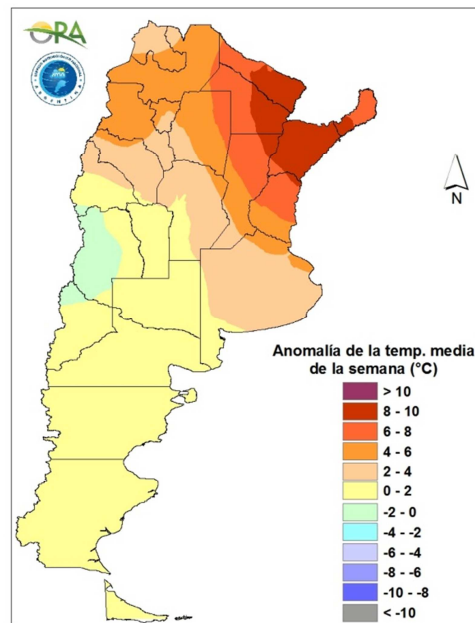 ORA
N
Anomalía de la temp. media
de la semana (°C)
> 10
8 - 10
6 - 8
4 - 6
2 - 4
0 - 2
-2 - 0
-4 - -2
-6 - -4
-8 - -6
-10 - -8
< -10